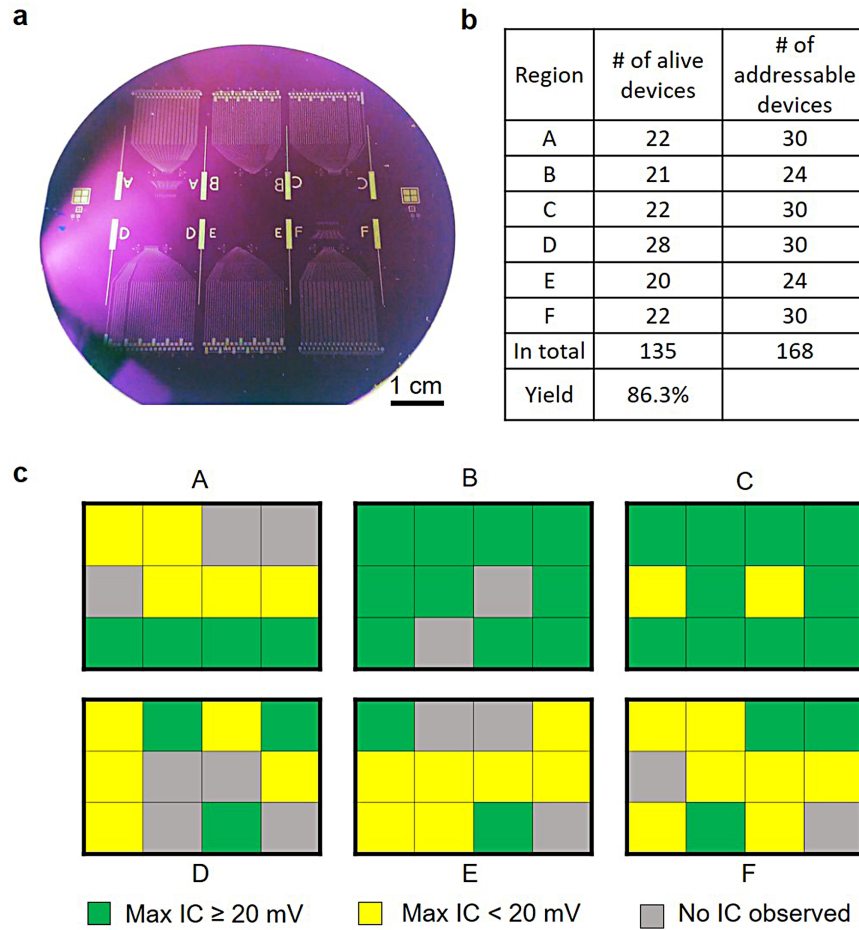 a
A A B B C C
D D E E F F
1 cm
b
Region # of alive devices # of addressable devices
A 22 30
B 21 24
C 22 30
D 28 30
E 20 24
F 22 30
In total 135 168
Yield 86.3%
c
A B C
D E F
Max IC ≥ 20 mV Max IC < 20 mV No IC observed